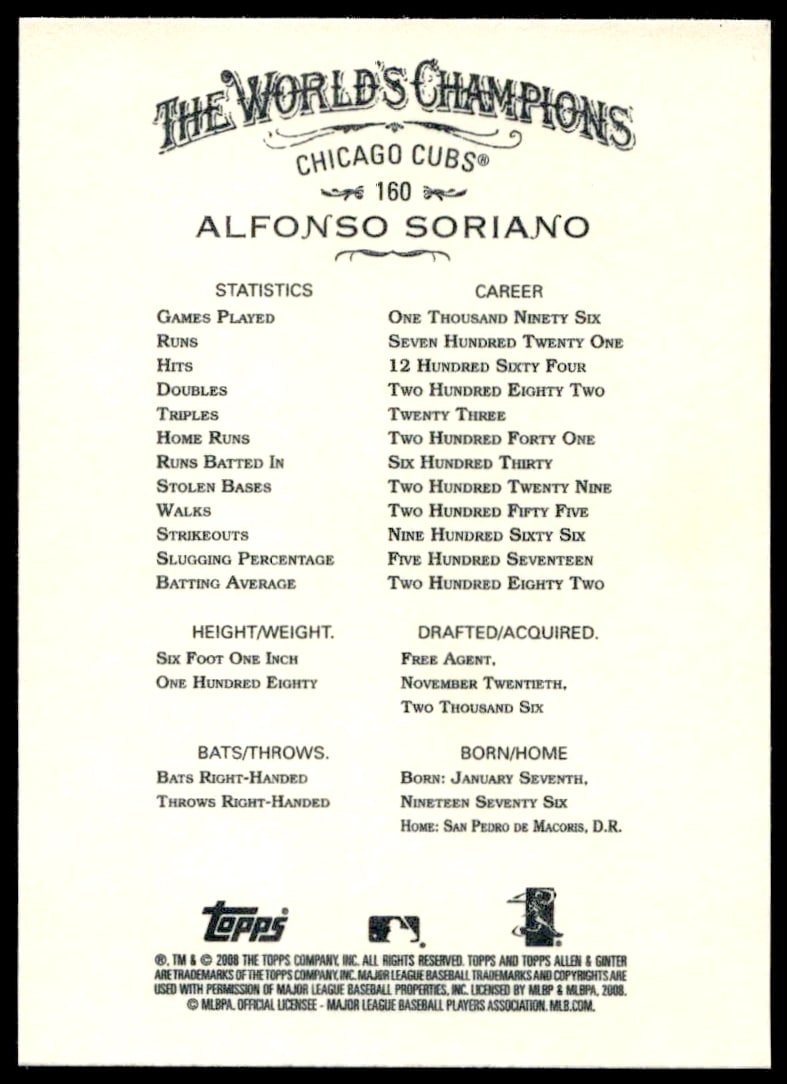 THE WORLD'S CHAMPIONS
CHICAGO CUBS®
160
ALFONSO SORIANO
STATISTICS CAREER
GAMES PLAYED ONE THOUSAND NINETY SIX
RUNS SEVEN HUNDRED TWENTY ONE
HITS 12 HUNDRED SIXTY FOUR
DOUBLES TWO HUNDRED EIGHTY TWO
TRIPLES TWENTY THREE
HOME RUNS TWO HUNDRED FORTY ONE
RUNS BATTED IN SIX HUNDRED THIRTY
STOLEN BASES TWO HUNDRED TWENTY NINE
WALKS TWO HUNDRED FIFTY FIVE
STRIKEOUTS NINE HUNDRED SIXTY SIX
SLUGGING PERCENTAGE FIVE HUNDRED SEVENTEEN
BATTING AVERAGE TWO HUNDRED EIGHTY TWO
HEIGHT/WEIGHT.
SIX FOOT ONE INCH
ONE HUNDRED EIGHTY
DRAFTED/ACQUIRED.
FREE AGENT,
NOVEMBER TWENTIETH,
TWO THOUSAND SIX
BATS/THROWS.
BATS RIGHT-HANDED
THROWS RIGHT-HANDED
BORN/HOME
BORN: JANUARY SEVENTH,
NINETEEN SEVENTY SIX
HOME: SAN PEDRO DE MACORIS, D.R.
Topps®
®, TM & © 2008 THE TOPPS COMPANY, INC. ALL RIGHTS RESERVED. TOPPS AND TOPPS ALLEN & GINTER
ARE TRADEMARKS OF THE TOPPS COMPANY, INC. MAJOR LEAGUE BASEBALL TRADEMARKS AND COPYRIGHTS ARE
USED WITH PERMISSION OF MAJOR LEAGUE BASEBALL PROPERTIES, INC. LICENSED BY MLBP & MLBPA, 2008.
© MLBPA. OFFICIAL LICENSEE - MAJOR LEAGUE BASEBALL PLAYERS ASSOCIATION. MLB.COM.